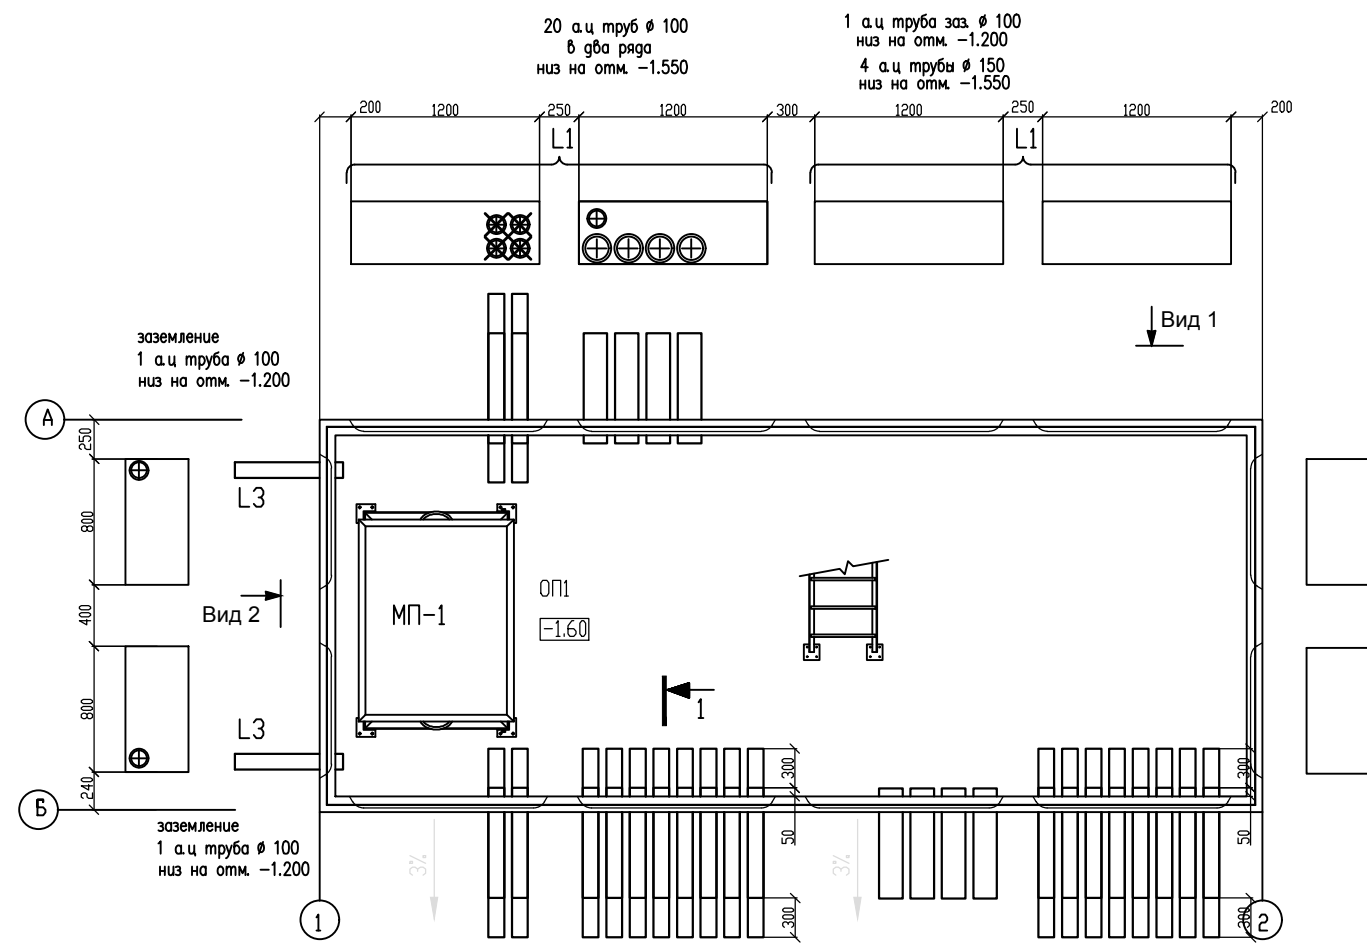 20 а.ц труб ø 100
в два ряда
низ на отм. -1.550
1 а.ц труба заз. ø 100
низ на отм. -1.200
4 а.ц трубы ø 150
низ на отм. -1.550
200
1200
250
1200
300
1200
250
1200
200
L1
L1
Вид 1
заземление
1 а.ц труба ø 100
низ на отм. -1.200
А
250
800
400
800
240
Б
L3
Вид 2
L3
МП-1
ОП1
-1.60
1
заземление
1 а.ц труба ø 100
низ на отм. -1.200
3%
3%
300
50
300
300
50
300
1
2